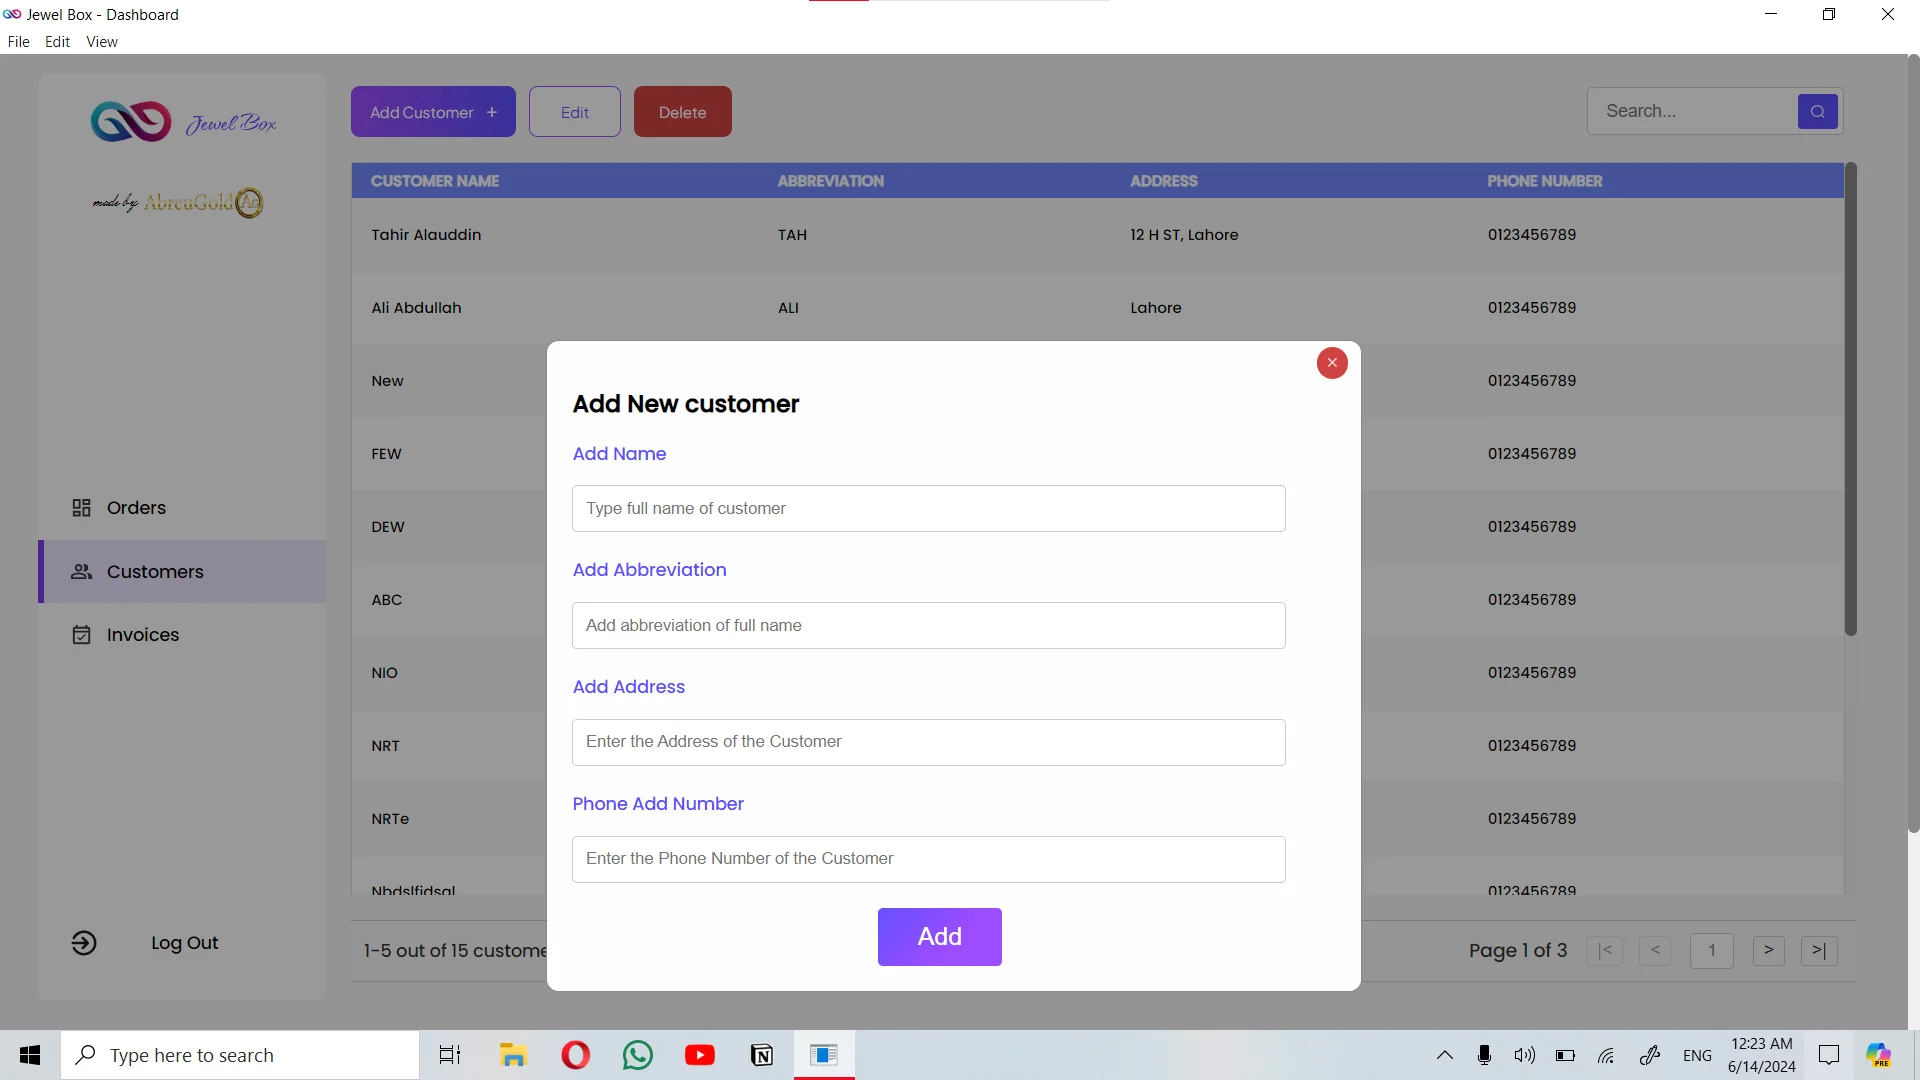 Jewel Box - Dashboard
File Edit View
Jewel Box
made by AbreuGold AG
Orders
Customers
Invoices
Log Out
Add Customer +
Edit
Delete
Search...
CUSTOMER NAME ABBREVIATION ADDRESS PHONE NUMBER
Tahir Alauddin TAH 12 H ST, Lahore 0123456789
Ali Abdullah ALI Lahore 0123456789
New 0123456789
FEW 0123456789
DEW 0123456789
ABC 0123456789
NIO 0123456789
NRT 0123456789
NRTe 0123456789
Nbdslfidsal 0123456789
1-5 out of 15 custome
Page 1 of 3 |< < 1 > >|
Add New customer
Add Name
Type full name of customer
Add Abbreviation
Add abbreviation of full name
Add Address
Enter the Address of the Customer
Phone Add Number
Enter the Phone Number of the Customer
Add
Type here to search
ENG
12:23 AM
6/14/2024
PRE